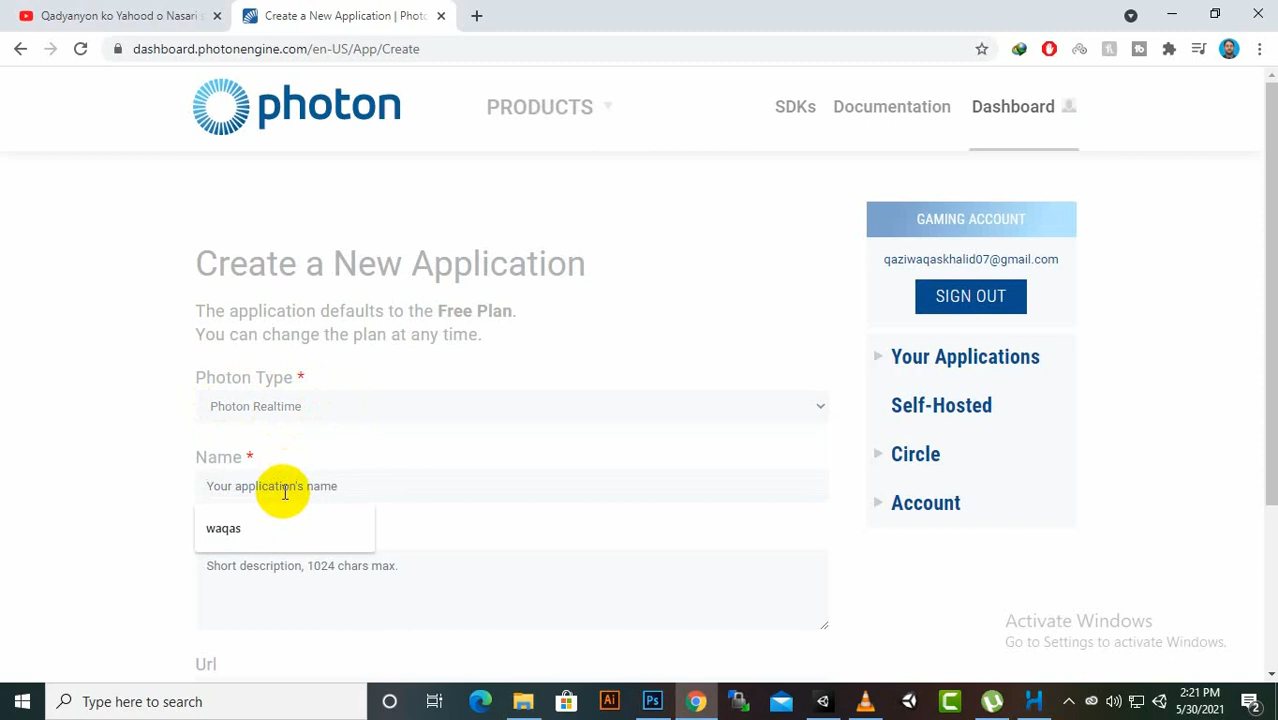 Qadyanyon ko Yahood o Nasari s
Create a New Application | Photo
dashboard.photonengine.com/en-US/App/Create
photon
PRODUCTS
SDKs
Documentation
Dashboard
GAMING ACCOUNT
qaziwaqaskhalid07@gmail.com
SIGN OUT
Your Applications
Self-Hosted
Circle
Account
Create a New Application
The application defaults to the Free Plan.
You can change the plan at any time.
Photon Type *
Photon Realtime
Name *
Your application's name
waqas
Short description, 1024 chars max.
Url
Activate Windows
Go to Settings to activate Windows.
Type here to search
Ai
Ps
2:21 PM
5/30/2021
2